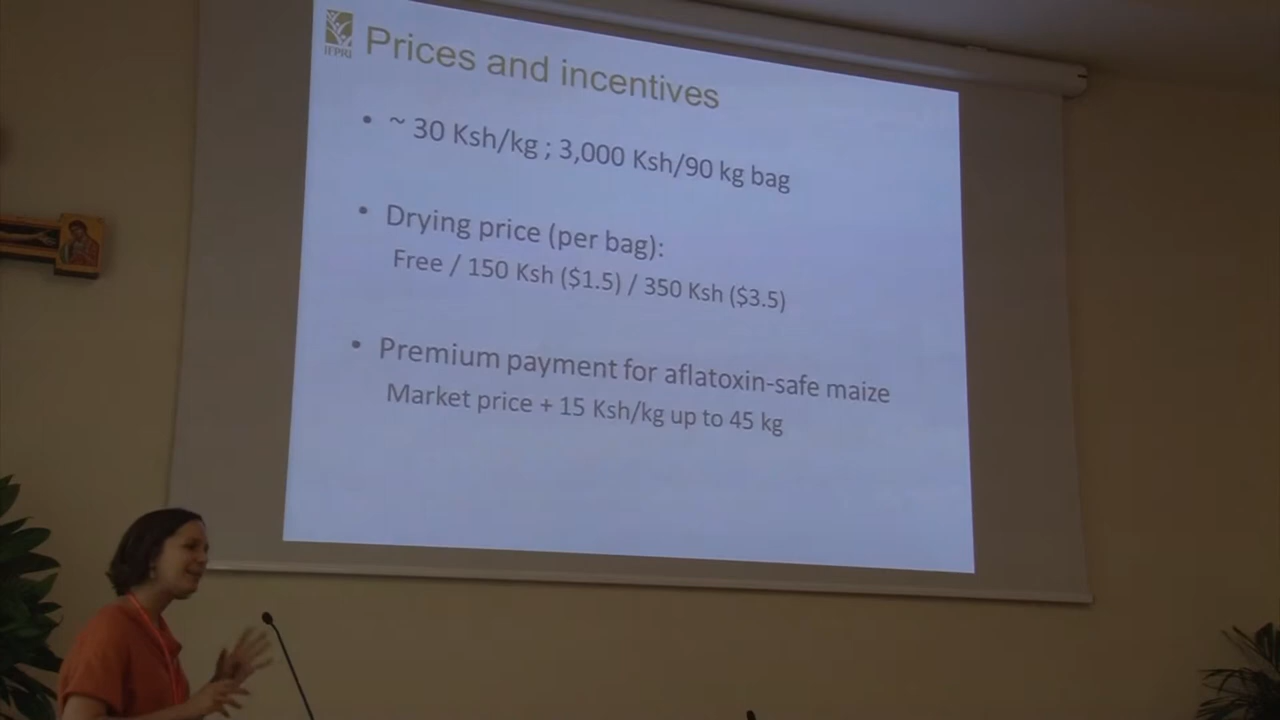 IFPRI
Prices and incentives
• ~ 30 Ksh/kg ; 3,000 Ksh/90 kg bag
• Drying price (per bag):
Free / 150 Ksh ($1.5) / 350 Ksh ($3.5)
• Premium payment for aflatoxin-safe maize
Market price + 15 Ksh/kg up to 45 kg